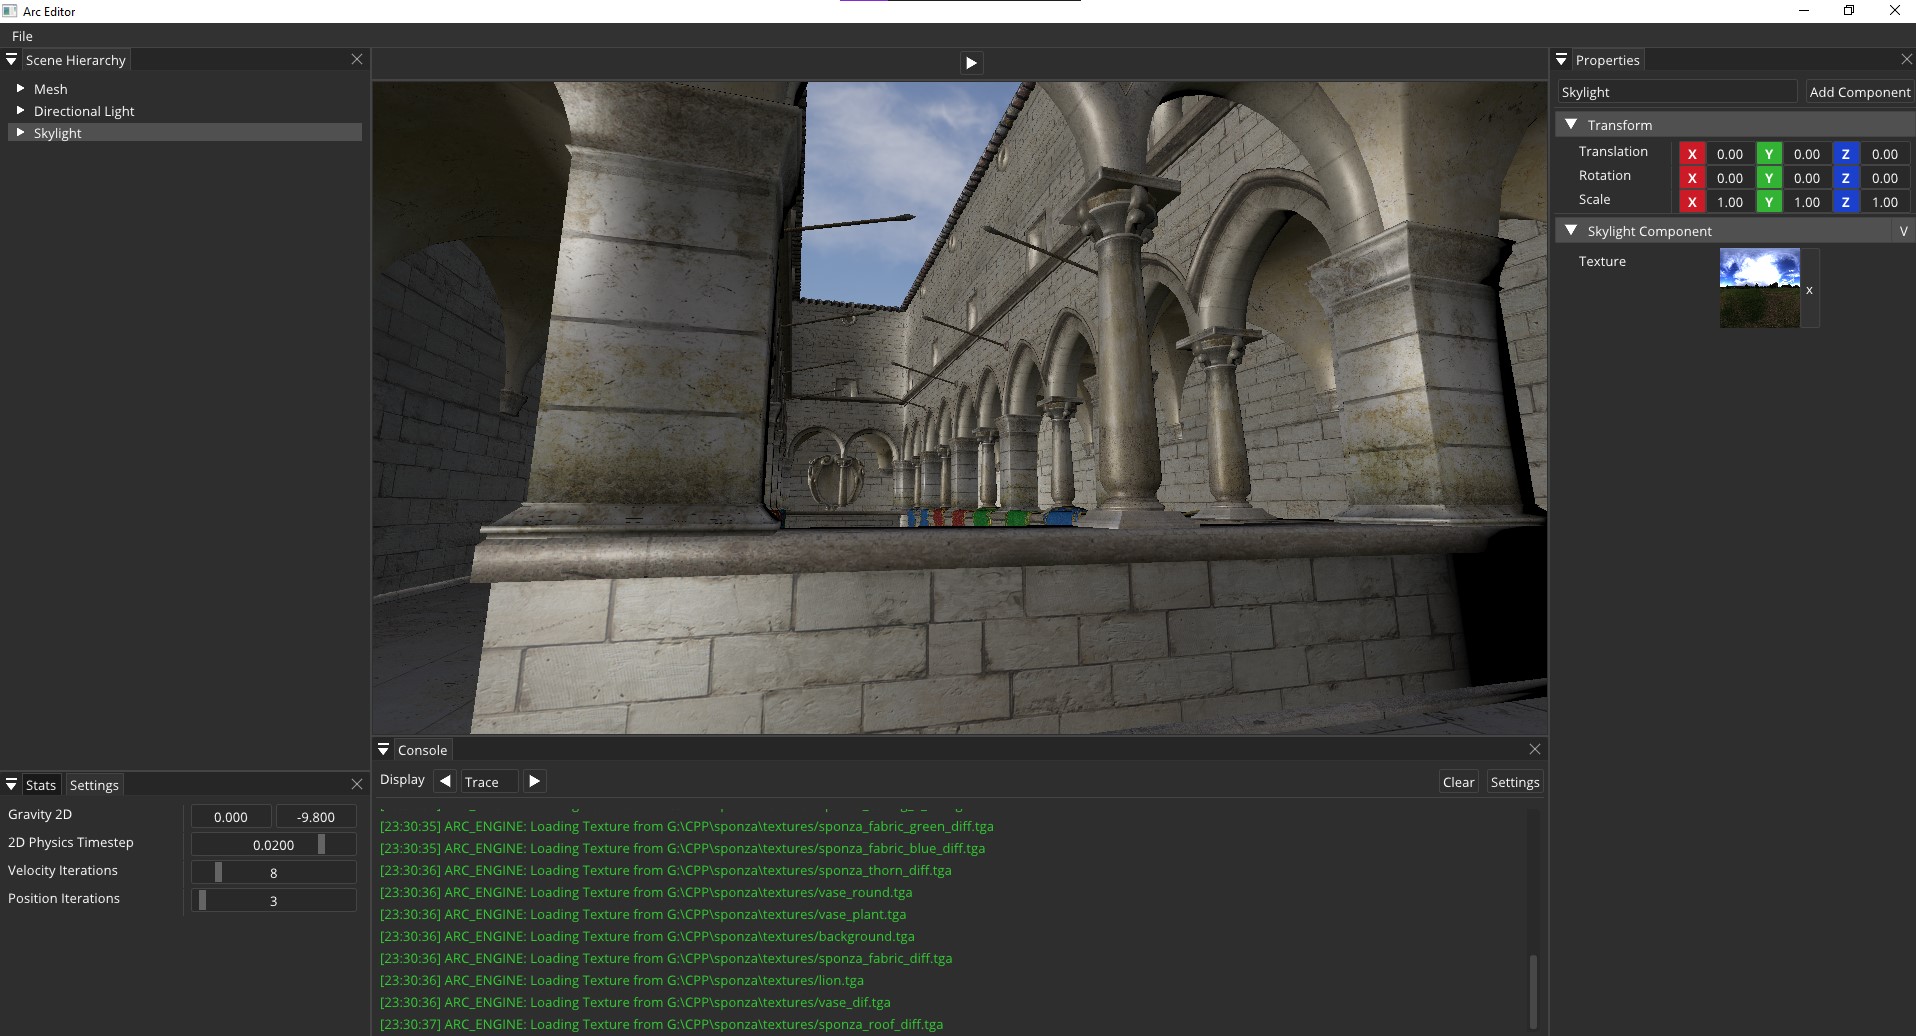 Arc Editor
File
Scene Hierarchy
Mesh
Directional Light
Skylight
Stats Settings
Gravity 2D 0.000 -9.800
2D Physics Timestep 0.0200
Velocity Iterations 8
Position Iterations 3
Console
Display Trace Clear Settings
[23:30:35] ARC_ENGINE: Loading Texture from G:\CPP\sponza\textures/sponza_fabric_green_diff.tga
[23:30:35] ARC_ENGINE: Loading Texture from G:\CPP\sponza\textures/sponza_fabric_blue_diff.tga
[23:30:36] ARC_ENGINE: Loading Texture from G:\CPP\sponza\textures/sponza_thorn_diff.tga
[23:30:36] ARC_ENGINE: Loading Texture from G:\CPP\sponza\textures/vase_round.tga
[23:30:36] ARC_ENGINE: Loading Texture from G:\CPP\sponza\textures/vase_plant.tga
[23:30:36] ARC_ENGINE: Loading Texture from G:\CPP\sponza\textures/background.tga
[23:30:36] ARC_ENGINE: Loading Texture from G:\CPP\sponza\textures/sponza_fabric_diff.tga
[23:30:36] ARC_ENGINE: Loading Texture from G:\CPP\sponza\textures/lion.tga
[23:30:36] ARC_ENGINE: Loading Texture from G:\CPP\sponza\textures/vase_dif.tga
[23:30:37] ARC_ENGINE: Loading Texture from G:\CPP\sponza\textures/sponza_roof_diff.tga
Properties
Skylight Add Component
Transform
Translation X 0.00 Y 0.00 Z 0.00
Rotation X 0.00 Y 0.00 Z 0.00
Scale X 1.00 Y 1.00 Z 1.00
Skylight Component V
Texture x